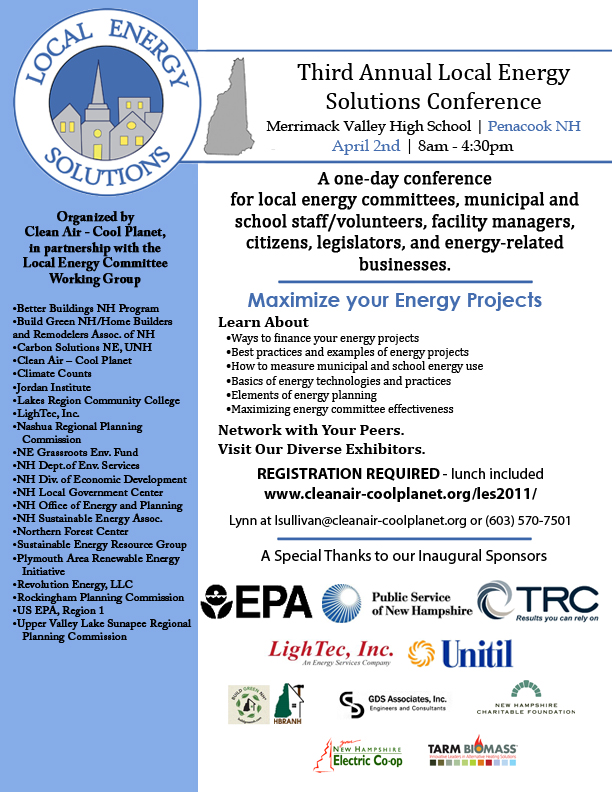 LOCAL ENERGY
SOLUTIONS
Third Annual Local Energy
Solutions Conference
Merrimack Valley High School | Penacook NH
April 2nd | 8am - 4:30pm
A one-day conference
for local energy committees, municipal and
school staff/volunteers, facility managers,
citizens, legislators, and energy-related
businesses.
Organized by
Clean Air - Cool Planet,
in partnership with the
Local Energy Committee
Working Group
•Better Buildings NH Program
•Build Green NH/Home Builders
and Remodelers Assoc. of NH
•Carbon Solutions NE, UNH
•Clean Air – Cool Planet
•Climate Counts
•Jordan Institute
•Lakes Region Community College
•LighTec, Inc.
•Nashua Regional Planning
Commission
•NE Grassroots Env. Fund
•NH Dept.of Env. Services
•NH Div. of Economic Development
•NH Local Government Center
•NH Office of Energy and Planning
•NH Sustainable Energy Assoc.
•Northern Forest Center
•Sustainable Energy Resource Group
•Plymouth Area Renewable Energy
Initiative
•Revolution Energy, LLC
•Rockingham Planning Commission
•US EPA, Region 1
•Upper Valley Lake Sunapee Regional
Planning Commission
Maximize your Energy Projects
Learn About
•Ways to finance your energy projects
•Best practices and examples of energy projects
•How to measure municipal and school energy use
•Basics of energy technologies and practices
•Elements of energy planning
•Maximizing energy committee effectiveness
Network with Your Peers.
Visit Our Diverse Exhibitors.
REGISTRATION REQUIRED - lunch included
www.cleanair-coolplanet.org/les2011/
Lynn at lsullivan@cleanair-coolplanet.org or (603) 570-7501
A Special Thanks to our Inaugural Sponsors
EPA
Public Service
of New Hampshire
TRC
Results you can rely on
LighTec, Inc.
An Energy Services Company
Unitil
BUILD GREEN NH
HBRANH
GDS Associates, Inc.
Engineers and Consultants
NEW HAMPSHIRE
CHARITABLE FOUNDATION
New Hampshire
Electric Co-op
TARM BIOMASS
Innovative Leaders in Alternative Heating Solutions